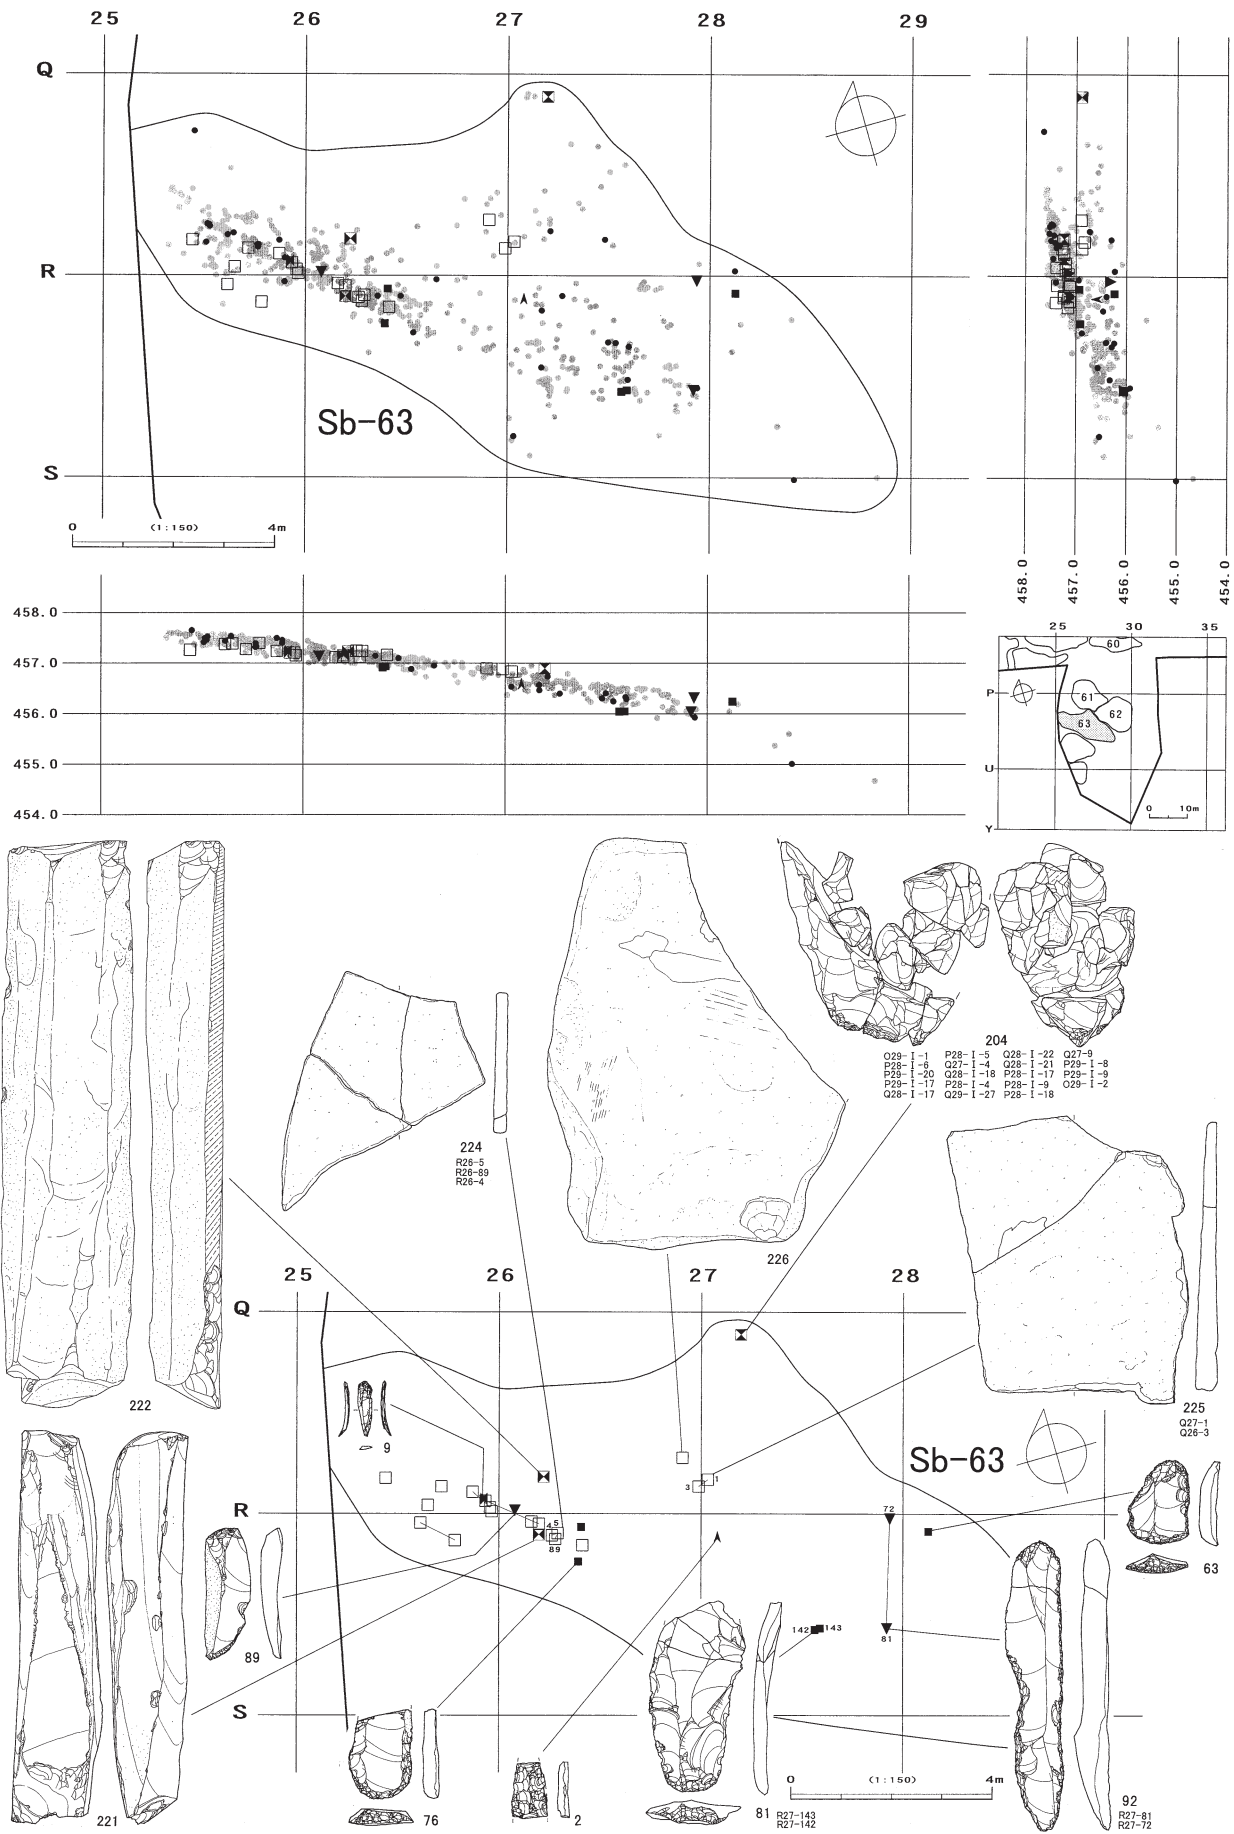 25 26 27 28 29
Q
R
Sb-63
S
0 (1:150) 4m
458.0 457.0 456.0 455.0 454.0
458.0
457.0
456.0
455.0
454.0
25 30 35
60
P
61
62
63
U
0 10m
Y
204
O29-I-1 P28-I-5 Q28-I-22 Q27-9
P28-I-6 Q27-I-4 Q28-I-21 P29-I-8
P29-I-20 Q28-I-18 P28-I-17 P29-I-9
P29-I-17 P28-I-4 P28-I-9 O29-I-2
Q28-I-17 Q29-I-27 P28-I-18
224
R26-5
R26-89
R26-4
226
222
225
Q27-1
Q26-3
25 26 27 28
Q
9
Sb-63
1
3
R
72
4 5
89
63
89
142 143
81
S
0 (1:150) 4m
221
76
2
81
R27-143
R27-142
92
R27-81
R27-72